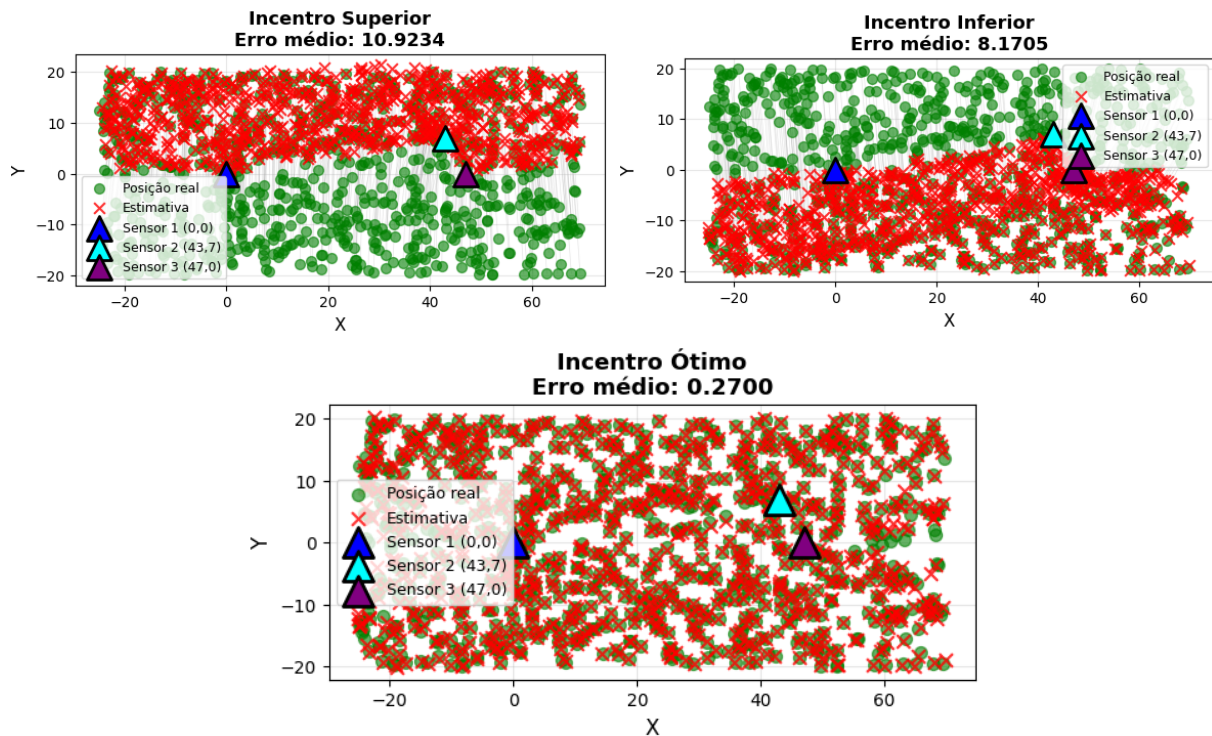 Incentro Superior
Erro médio: 10.9234
20
10
0
−10
−20
Y
Posição real
Estimativa
Sensor 1 (0,0)
Sensor 2 (43,7)
Sensor 3 (47,0)
−20
0
20
40
60
X
Incentro Inferior
Erro médio: 8.1705
20
10
0
−10
−20
Y
Posição real
Estimativa
Sensor 1 (0,0)
Sensor 2 (43,7)
Sensor 3 (47,0)
−20
0
20
40
60
X
Incentro Ótimo
Erro médio: 0.2700
20
10
0
−10
−20
Y
Posição real
Estimativa
Sensor 1 (0,0)
Sensor 2 (43,7)
Sensor 3 (47,0)
−20
0
20
40
60
X